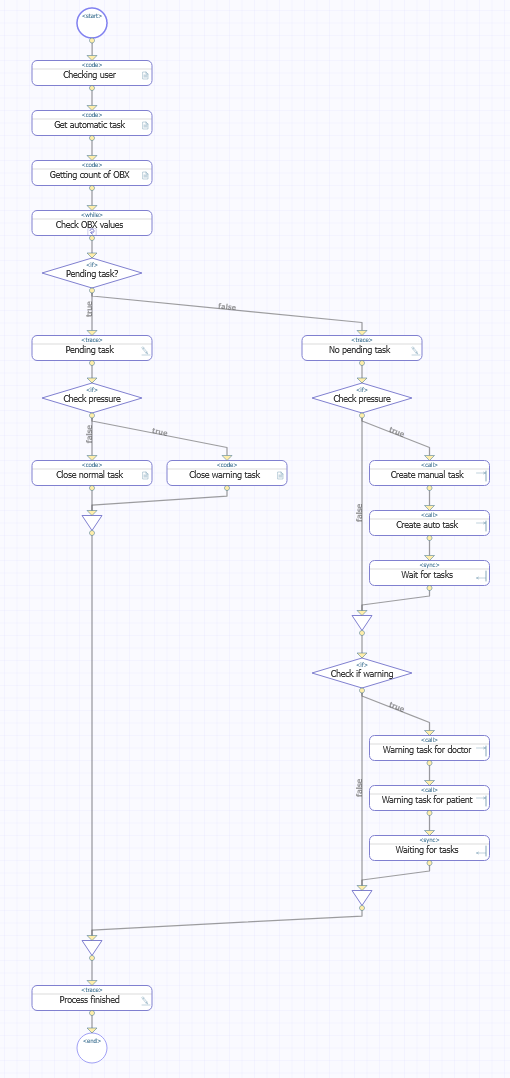 <start>
<code>
Checking user
<code>
Get automatic task
<code>
Getting count of OBX
<while>
Check OBX values
<if>
Pending task?
true
false
<trace>
Pending task
<trace>
No pending task
<if>
Check pressure
<if>
Check pressure
false
true
true
<code>
Close normal task
<code>
Close warning task
<call>
Create manual task
false
<call>
Create auto task
<sync>
Wait for tasks
<if>
Check if warning
true
<call>
Warning task for doctor
false
<call>
Warning task for patient
<sync>
Waiting for tasks
<trace>
Process finished
<end>